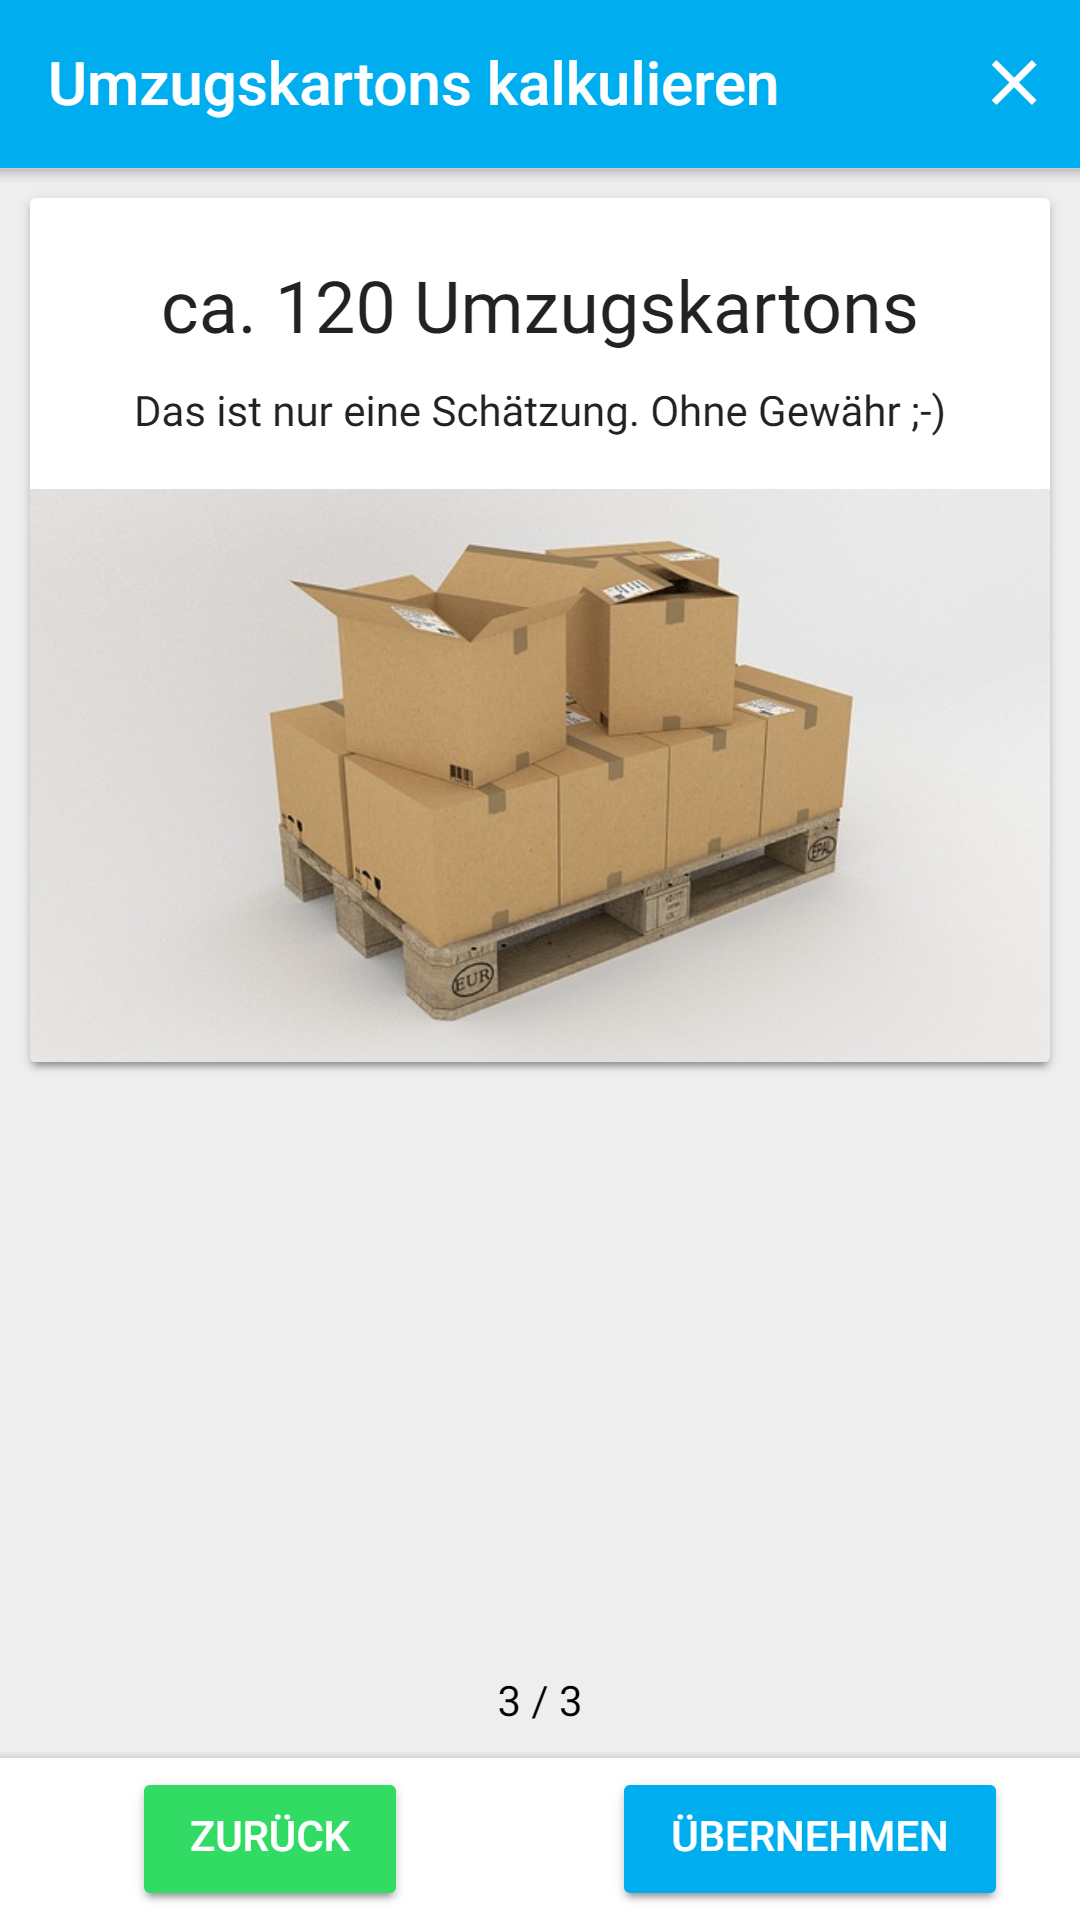 Umzugskartons kalkulieren
ca. 120 Umzugskartons
Das ist nur eine Schätzung. Ohne Gewähr ;-)
EPAL
EUR
3 / 3
ZURÜCK
ÜBERNEHMEN